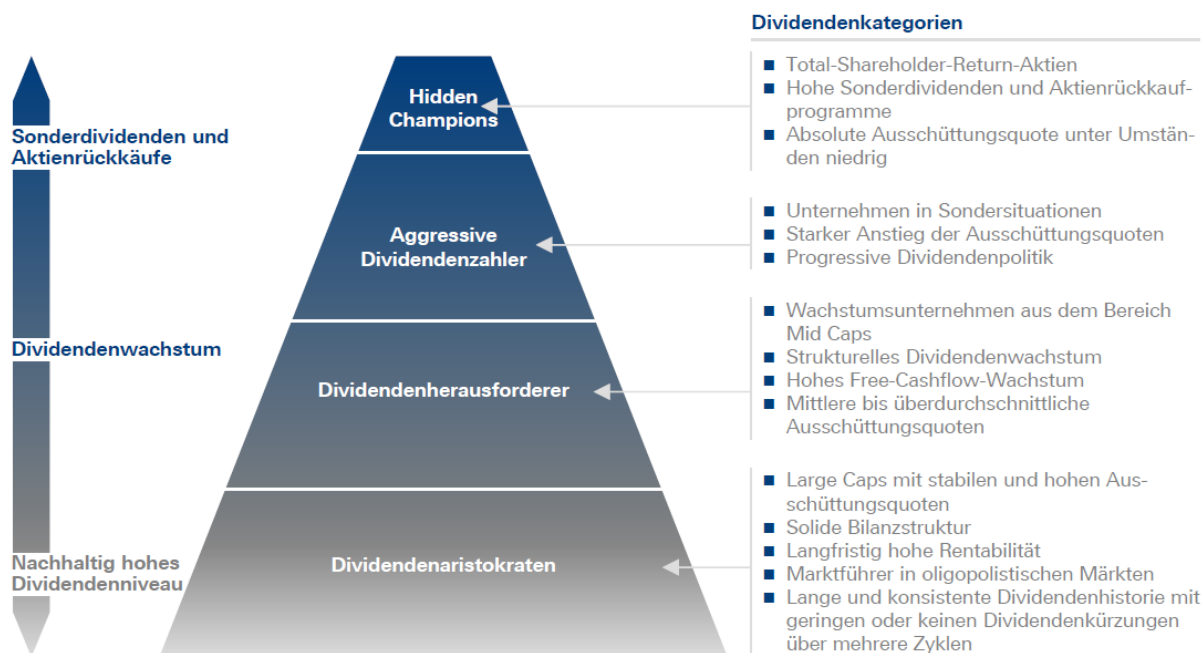 Dividendenkategorien
Sonderdividenden und
Aktienrückkäufe
Dividendenwachstum
Nachhaltig hohes
Dividendenniveau
Hidden
Champions
■ Total-Shareholder-Return-Aktien
■ Hohe Sonderdividenden und Aktienrückkauf-
programme
■ Absolute Ausschüttungsquote unter Umstän-
den niedrig
Aggressive
Dividendenzahler
■ Unternehmen in Sondersituationen
■ Starker Anstieg der Ausschüttungsquoten
■ Progressive Dividendenpolitik
Dividendenherausforderer
■ Wachstumsunternehmen aus dem Bereich
Mid Caps
■ Strukturelles Dividendenwachstum
■ Hohes Free-Cashflow-Wachstum
■ Mittlere bis überdurchschnittliche
Ausschüttungsquoten
Dividendenaristokraten
■ Large Caps mit stabilen und hohen Aus-
schüttungsquoten
■ Solide Bilanzstruktur
■ Langfristig hohe Rentabilität
■ Marktführer in oligopolistischen Märkten
■ Lange und konsistente Dividendenhistorie mit
geringen oder keinen Dividendenkürzungen
über mehrere Zyklen